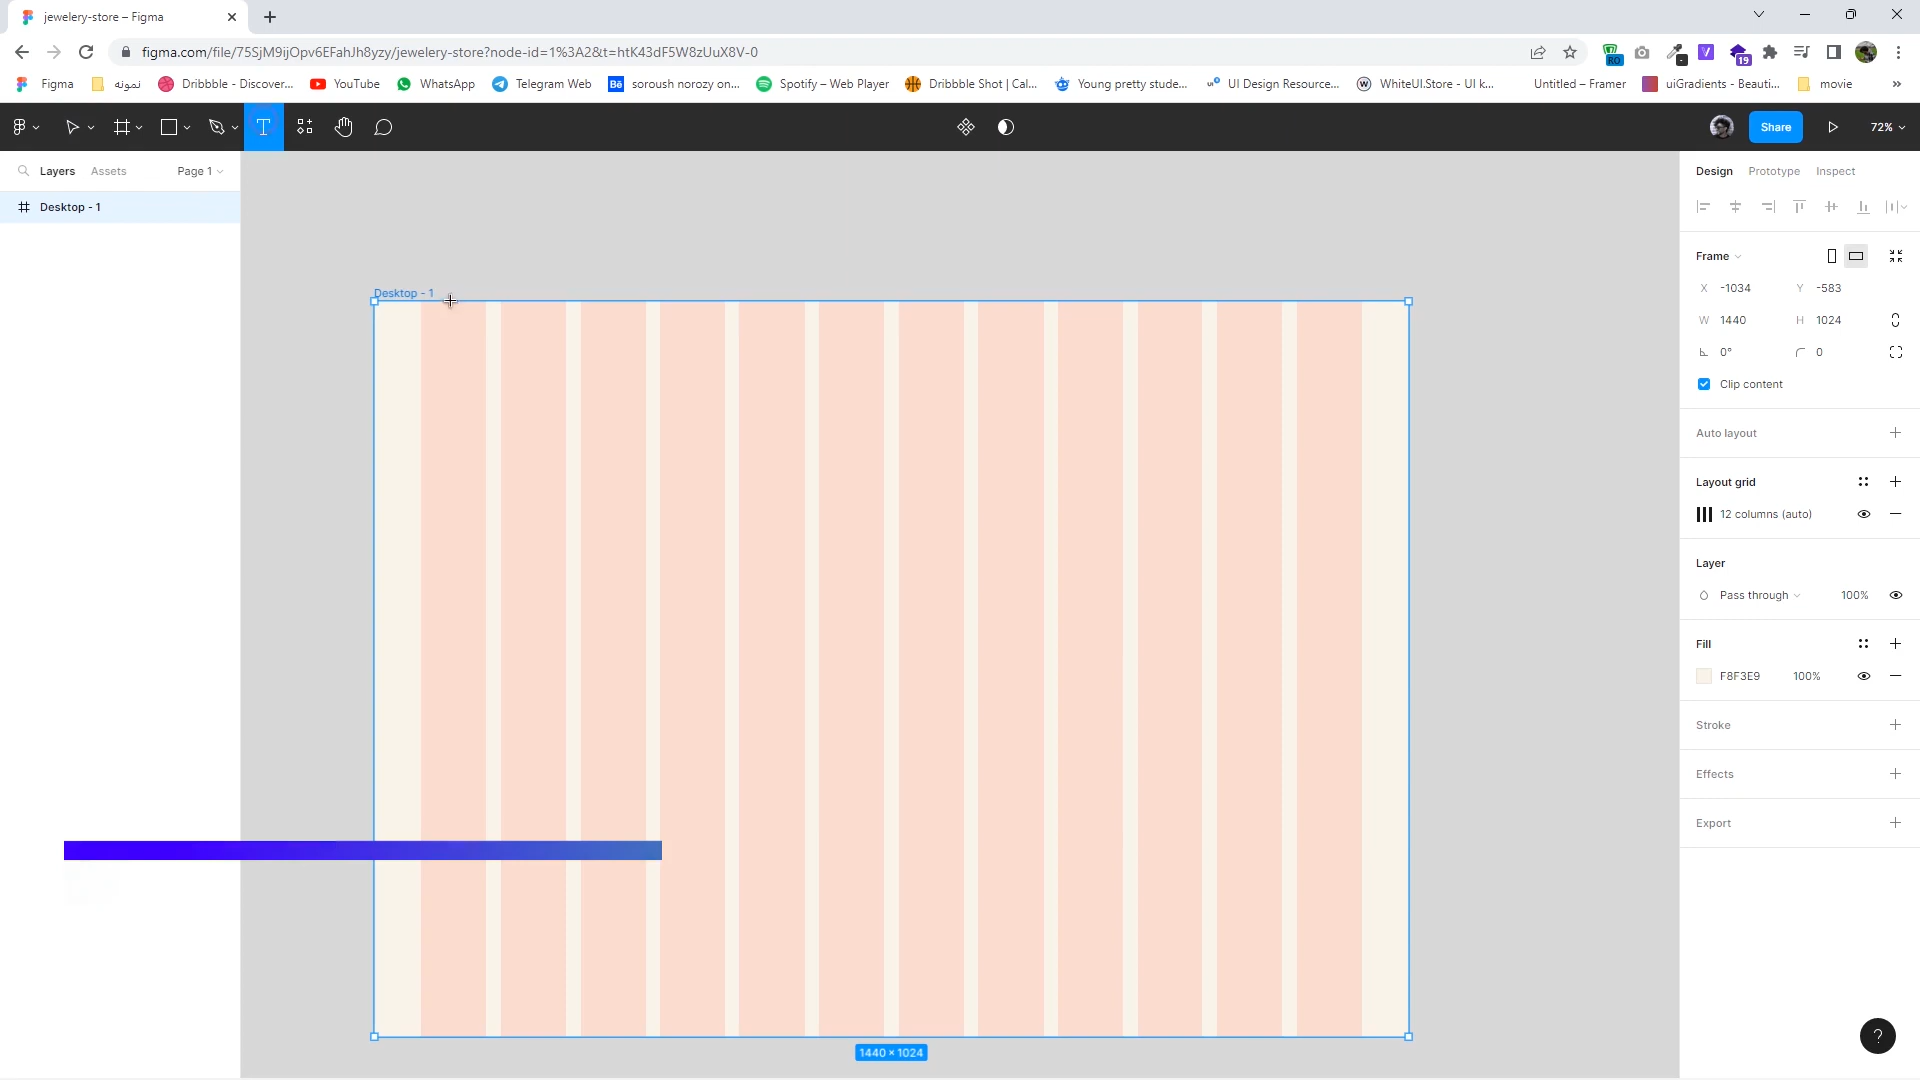 jewelery-store – Figma
figma.com/file/75SjM9ijOpv6EFahJh8yzy/jewelery-store?node-id=1%3A2&t=htK43dF5W8zUuX8V-0
RO
19
Figma نمونه Dribbble - Discover... YouTube WhatsApp Telegram Web Bē soroush norozy on... Spotify – Web Player Dribbble Shot | Cal... Young pretty stude... UI Design Resource... WhiteUI.Store - UI k... Untitled – Framer uiGradients - Beauti... movie »
Share 72%
Layers Assets Page 1
Design Prototype Inspect
Desktop - 1
Frame
Desktop - 1
X -1034 Y -583
W 1440 H 1024
0° 0
Clip content
Auto layout
Layout grid
12 columns (auto)
Layer
Pass through 100%
Fill
F8F3E9 100%
Stroke
Effects
Export
1440 × 1024
?